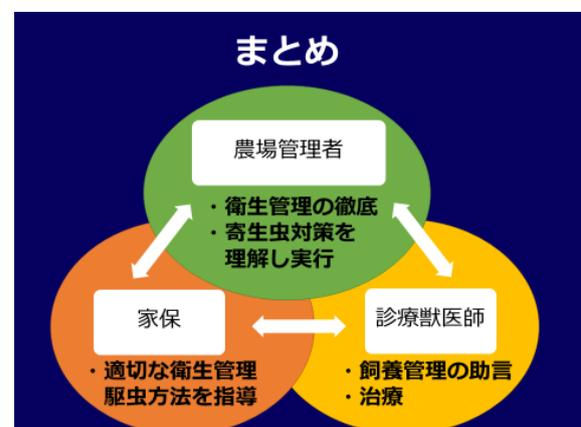 まとめ
農場管理者
・衛生管理の徹底
・寄生虫対策を
理解し実行
家保
・適切な衛生管理
駆虫方法を指導
診療獣医師
・飼養管理の助言
・治療